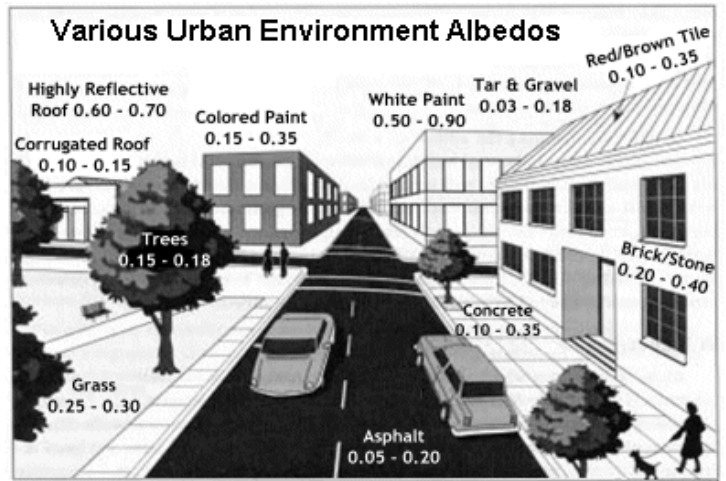 Various Urban Environment Albedos
Highly Reflective
Roof 0.60 - 0.70
Corrugated Roof
0.10 - 0.15
Colored Paint
0.15 - 0.35
White Paint
0.50 - 0.90
Tar & Gravel
0.03 - 0.18
Red/Brown Tile
0.10 - 0.35
Trees
0.15 - 0.18
Brick/Stone
0.20 - 0.40
Concrete
0.10 - 0.35
Grass
0.25 - 0.30
Asphalt
0.05 - 0.20